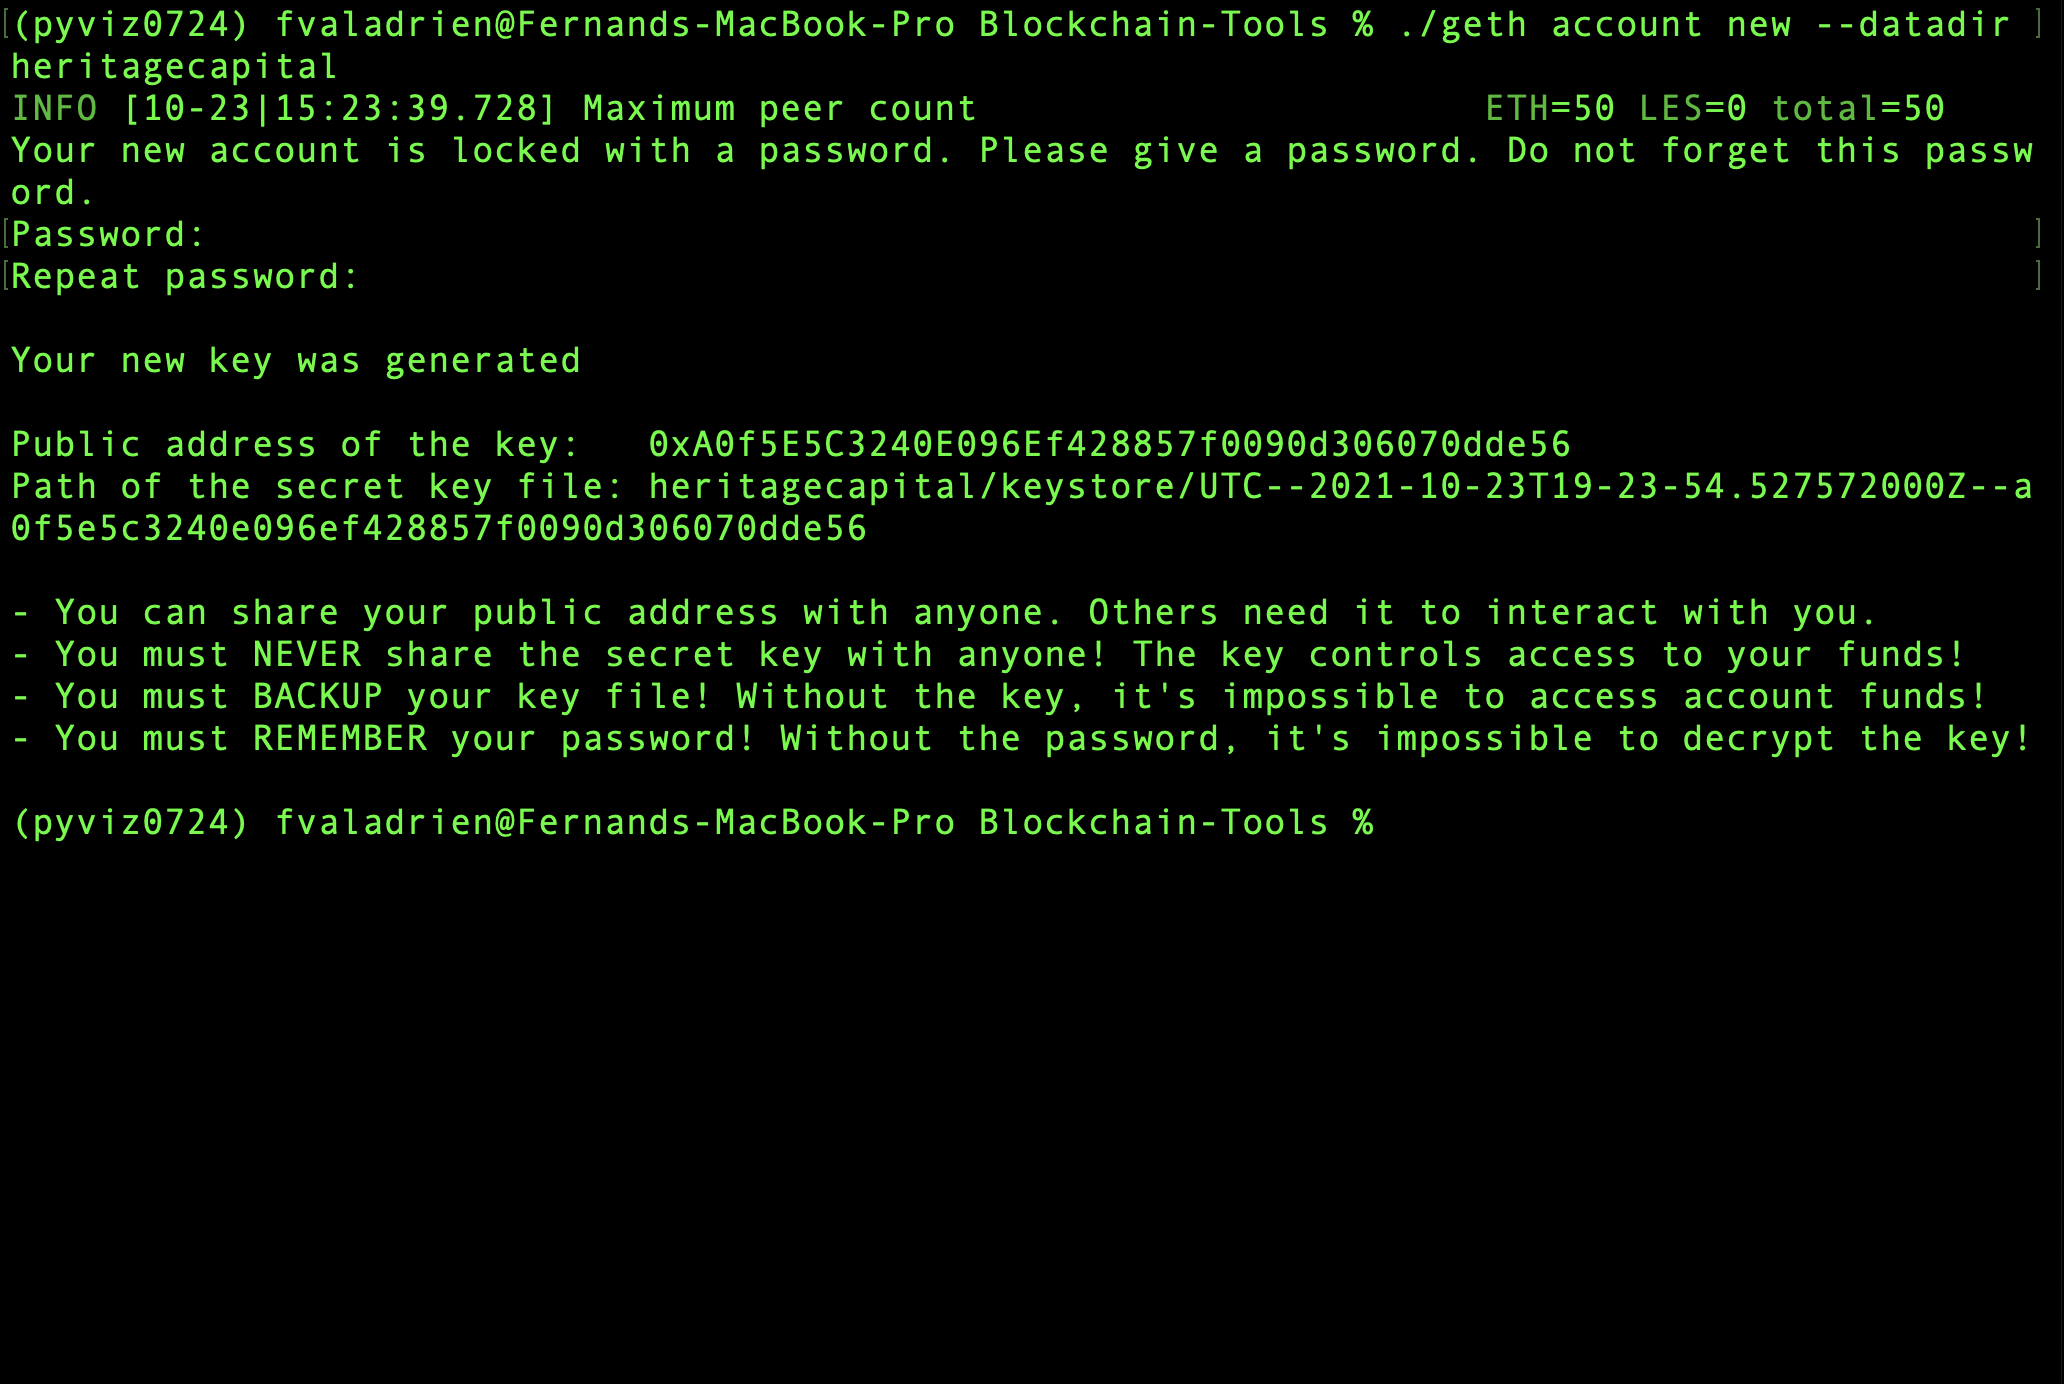 [(pyviz0724) fvaladrien@Fernands-MacBook-Pro Blockchain-Tools % ./geth account new --datadir ]
heritagecapital
INFO [10-23|15:23:39.728] Maximum peer count ETH=50 LES=0 total=50
Your new account is locked with a password. Please give a password. Do not forget this passw
ord.
[Password: ]
[Repeat password: ]
Your new key was generated
Public address of the key: 0xA0f5E5C3240E096Ef428857f0090d306070dde56
Path of the secret key file: heritagecapital/keystore/UTC--2021-10-23T19-23-54.527572000Z--a
0f5e5c3240e096ef428857f0090d306070dde56
- You can share your public address with anyone. Others need it to interact with you.
- You must NEVER share the secret key with anyone! The key controls access to your funds!
- You must BACKUP your key file! Without the key, it's impossible to access account funds!
- You must REMEMBER your password! Without the password, it's impossible to decrypt the key!
(pyviz0724) fvaladrien@Fernands-MacBook-Pro Blockchain-Tools %